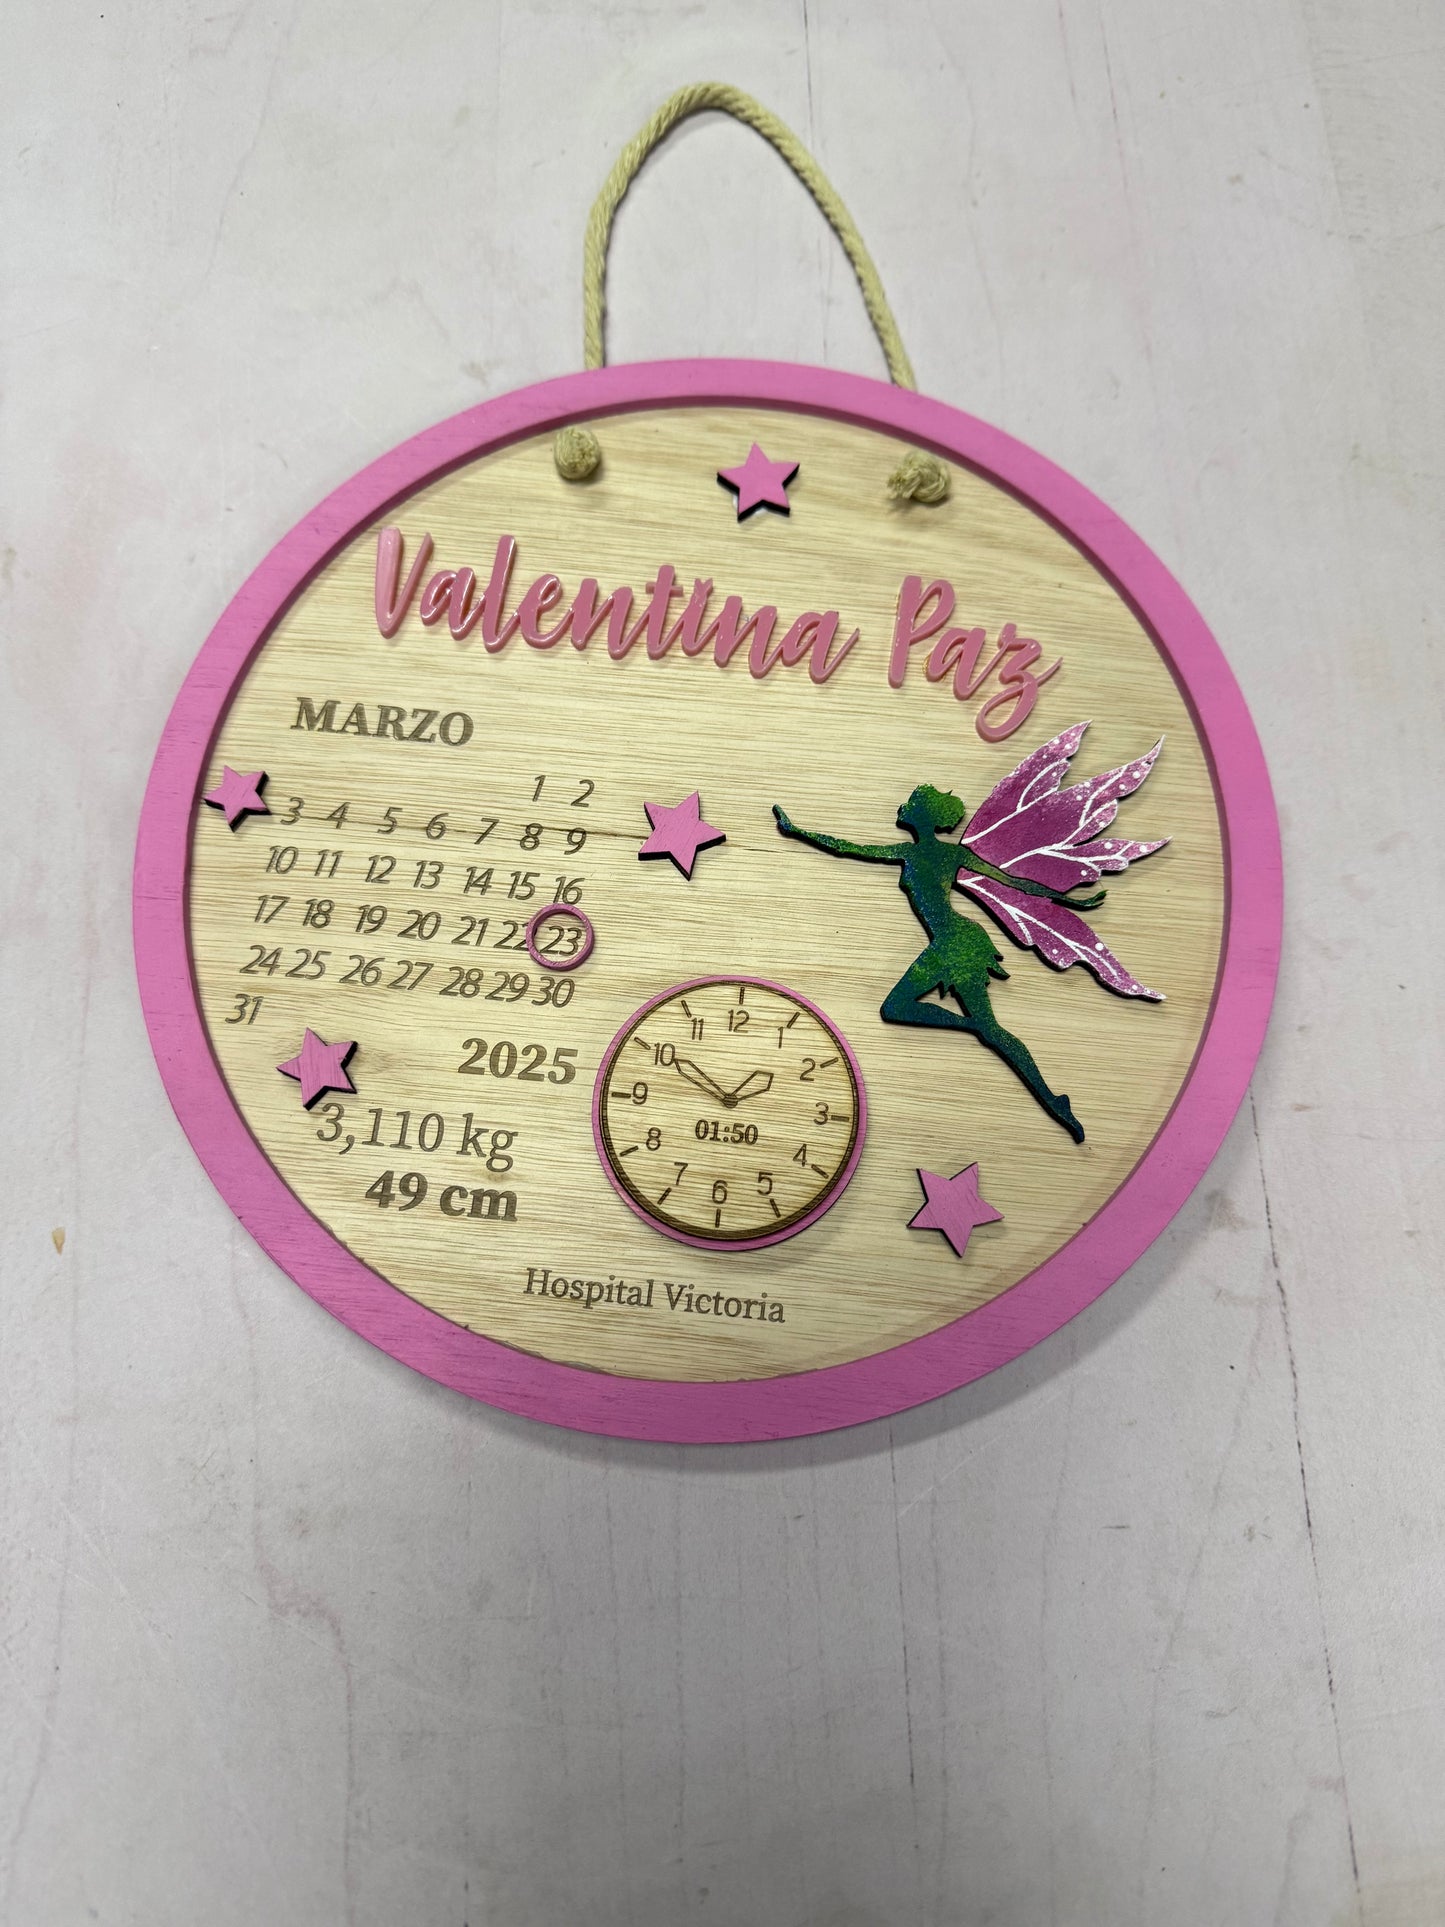 Valentina Paz
MARZO
1 2
3 4 5 6 7 8 9
10 11 12 13 14 15 16
17 18 19 20 21 22 23
24 25 26 27 28 29 30
31
2025
3,110 kg
49 cm
12
11 1
10 2
9 3
01:50
8 4
7 5
6
Hospital Victoria